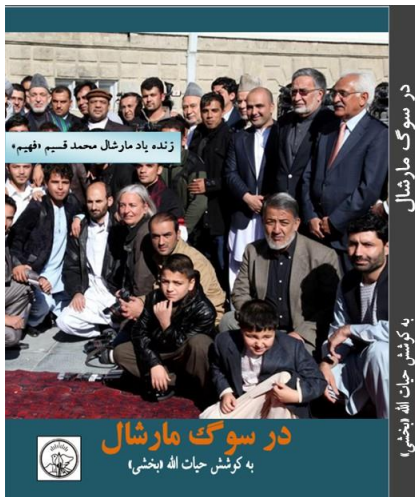 زنده یاد مارشال محمد قسیم «فهیم»
در سوگ مارشال
به کوشش حیات الله «بخشی»
در سوگ مارشال
به کوشش حیات الله «بخشی»